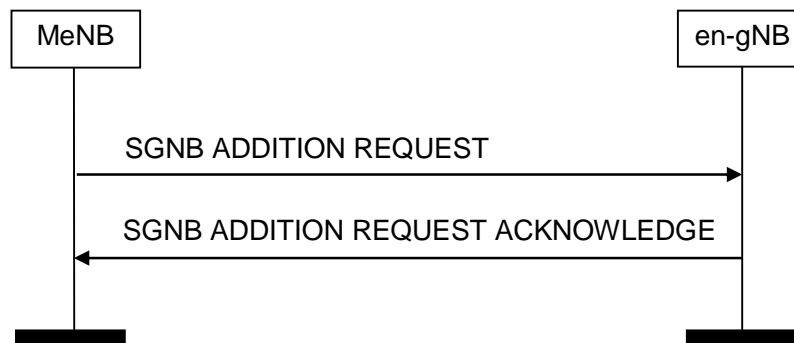 MeNB
en-gNB
SGNB ADDITION REQUEST
SGNB ADDITION REQUEST ACKNOWLEDGE